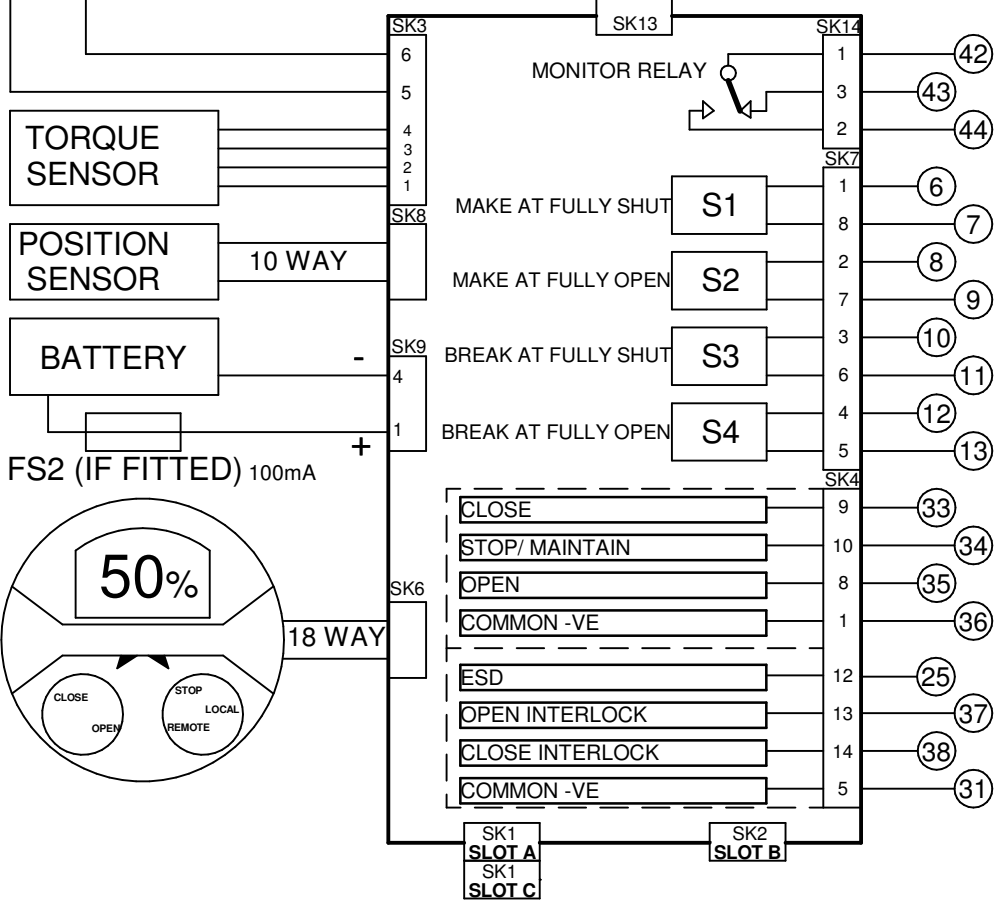 SK13
SK3
6
5
4
3
2
1
TORQUE
SENSOR
SK8
POSITION
SENSOR
10 WAY
BATTERY
-
SK9
4
1
+
FS2 (IF FITTED) 100mA
50%
CLOSE
OPEN
STOP
LOCAL
REMOTE
18 WAY
SK6
MONITOR RELAY
SK14
1
42
3
43
2
44
SK7
MAKE AT FULLY SHUT
S1
1
6
8
7
MAKE AT FULLY OPEN
S2
2
8
7
9
BREAK AT FULLY SHUT
S3
3
10
6
11
BREAK AT FULLY OPEN
S4
4
12
5
13
SK4
CLOSE
9
33
STOP/ MAINTAIN
10
34
OPEN
8
35
COMMON -VE
1
36
ESD
12
25
OPEN INTERLOCK
13
37
CLOSE INTERLOCK
14
38
COMMON -VE
5
31
SK1
SLOT A
SK1
SLOT C
SK2
SLOT B